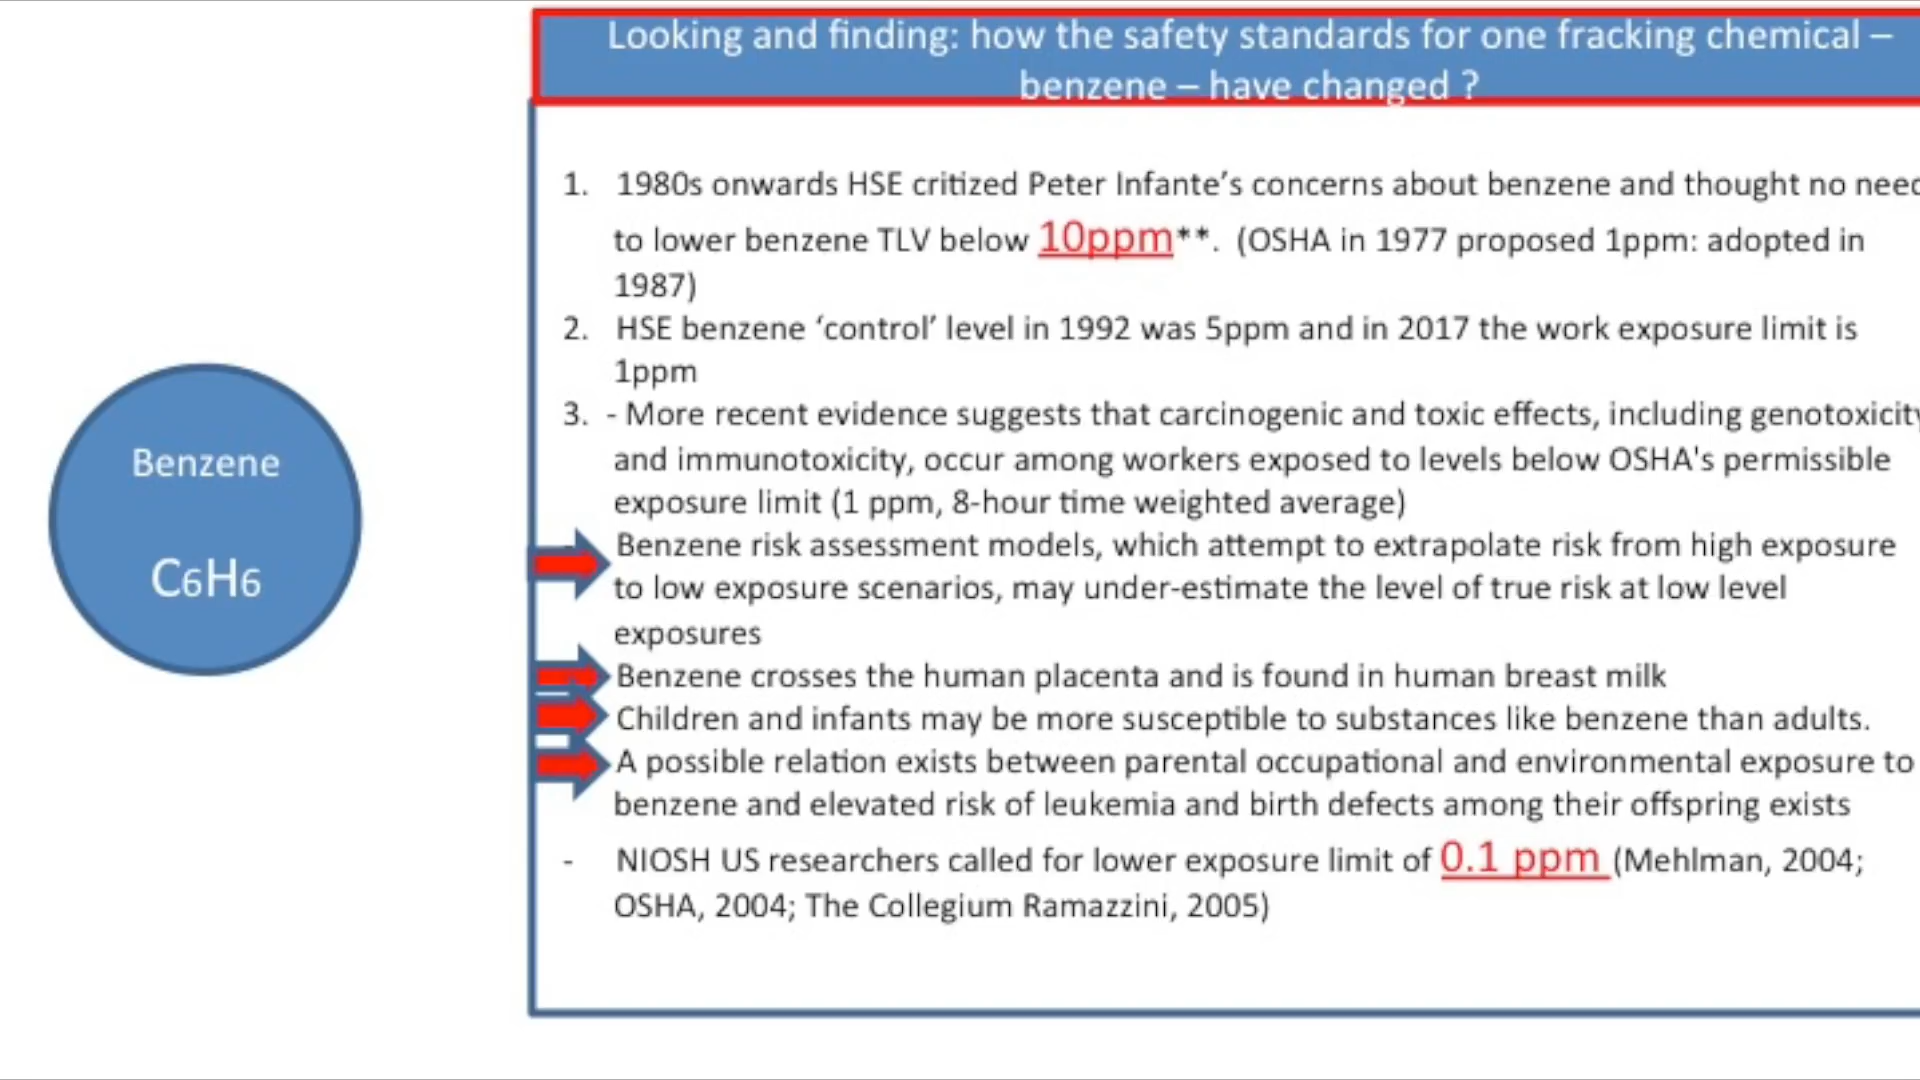 Looking and finding: how the safety standards for one fracking chemical –
benzene – have changed ?
1. 1980s onwards HSE critized Peter Infante’s concerns about benzene and thought no need
to lower benzene TLV below 10ppm**. (OSHA in 1977 proposed 1ppm: adopted in
1987)
2. HSE benzene ‘control’ level in 1992 was 5ppm and in 2017 the work exposure limit is
1ppm
3. - More recent evidence suggests that carcinogenic and toxic effects, including genotoxicity
and immunotoxicity, occur among workers exposed to levels below OSHA's permissible
exposure limit (1 ppm, 8-hour time weighted average)
Benzene risk assessment models, which attempt to extrapolate risk from high exposure
to low exposure scenarios, may under-estimate the level of true risk at low level
exposures
Benzene crosses the human placenta and is found in human breast milk
Children and infants may be more susceptible to substances like benzene than adults.
A possible relation exists between parental occupational and environmental exposure to
benzene and elevated risk of leukemia and birth defects among their offspring exists
- NIOSH US researchers called for lower exposure limit of 0.1 ppm (Mehlman, 2004;
OSHA, 2004; The Collegium Ramazzini, 2005)
Benzene
C6H6